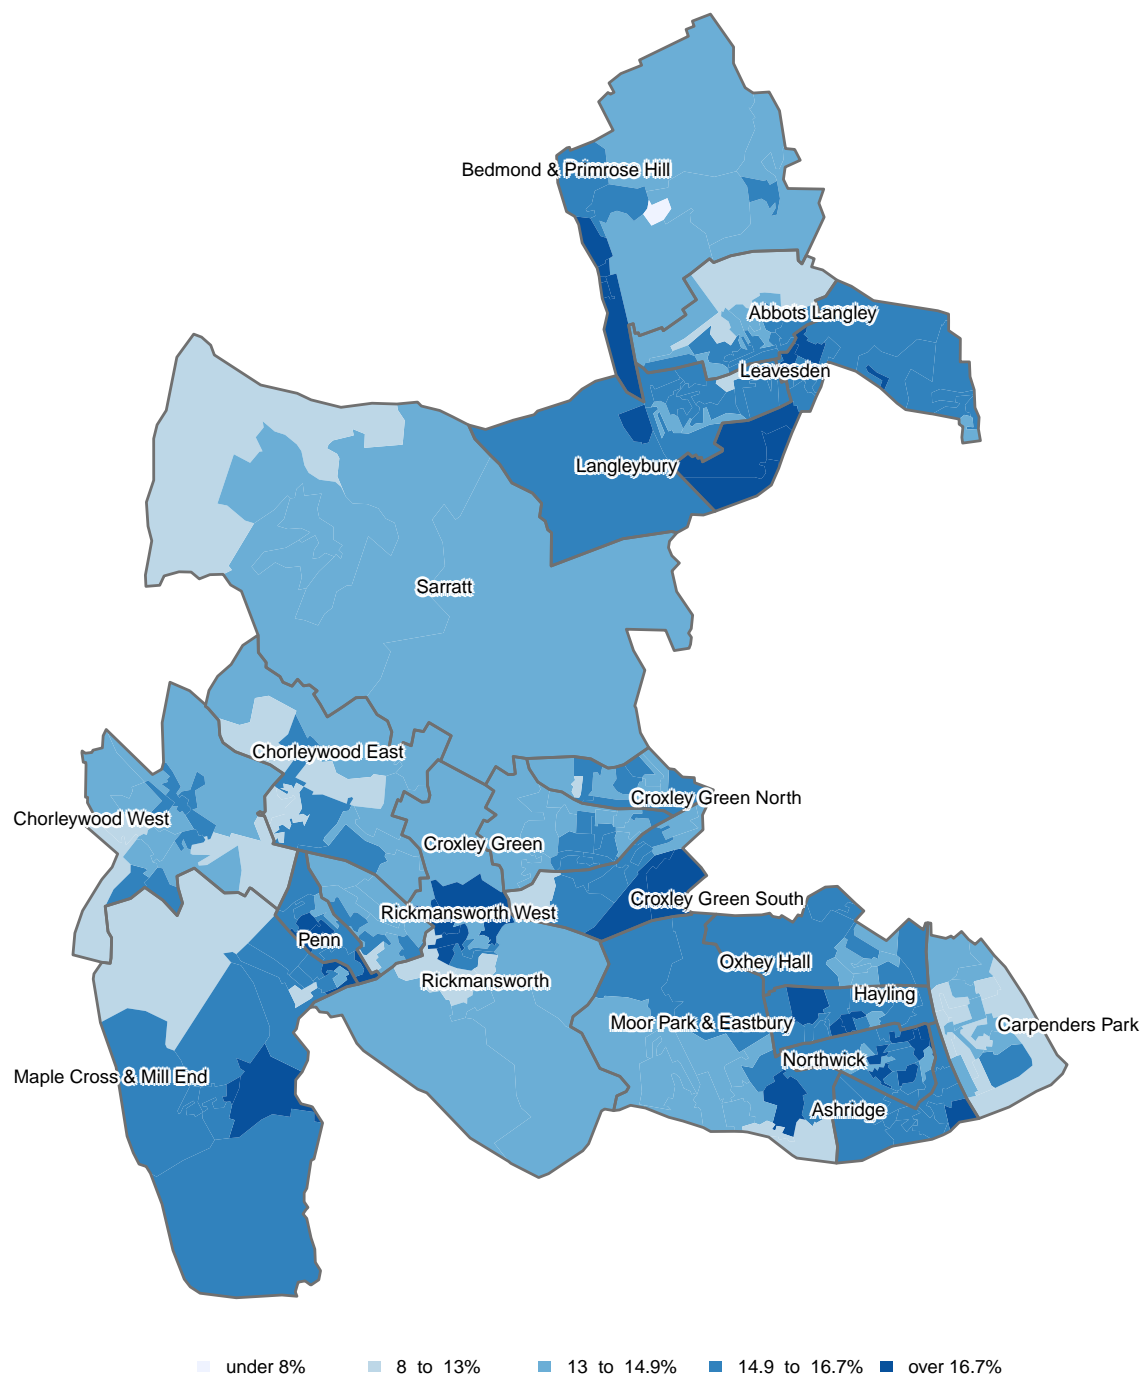 Bedmond & Primrose Hill
Abbots Langley
Leavesden
Langleybury
Sarratt
Chorleywood East
Croxley Green North
Chorleywood West
Croxley Green
Croxley Green South
Rickmansworth West
Penn
Oxhey Hall
Rickmansworth
Hayling
Moor Park & Eastbury
Carpenders Park
Northwick
Maple Cross & Mill End
Ashridge
under 8% 8 to 13% 13 to 14.9% 14.9 to 16.7% over 16.7%